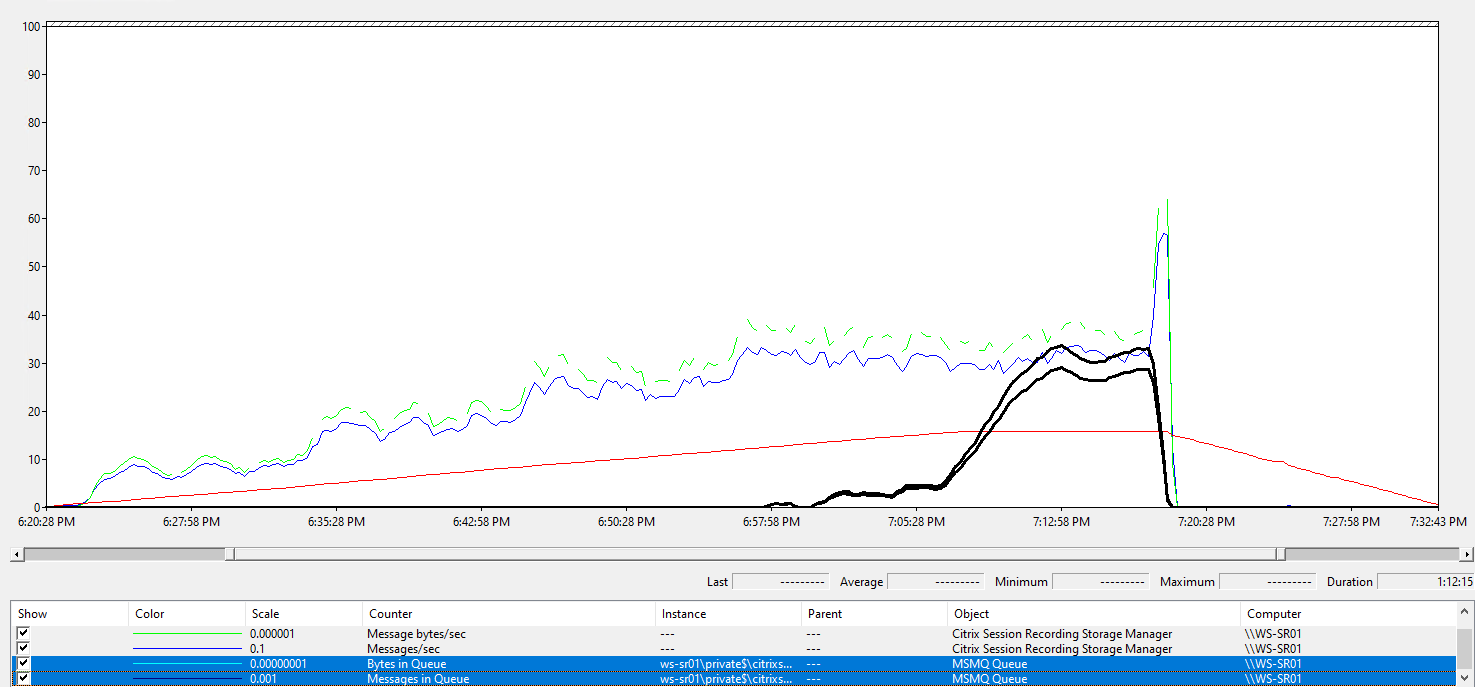 100
90
80
70
60
50
40
30
20
10
0
6:20:28 PM 6:27:58 PM 6:35:28 PM 6:42:58 PM 6:50:28 PM 6:57:58 PM 7:05:28 PM 7:12:58 PM 7:20:28 PM 7:27:58 PM 7:32:43 PM
Last --------- Average --------- Minimum --------- Maximum --------- Duration 1:12:15
Show Color Scale Counter Instance Parent Object Computer
0.000001 Message bytes/sec --- --- Citrix Session Recording Storage Manager \\WS-SR01
0.1 Messages/sec --- --- Citrix Session Recording Storage Manager \\WS-SR01
0.00000001 Bytes in Queue ws-sr01\private$\citrixs... --- MSMQ Queue \\WS-SR01
0.001 Messages in Queue ws-sr01\private$\citrixs... --- MSMQ Queue \\WS-SR01